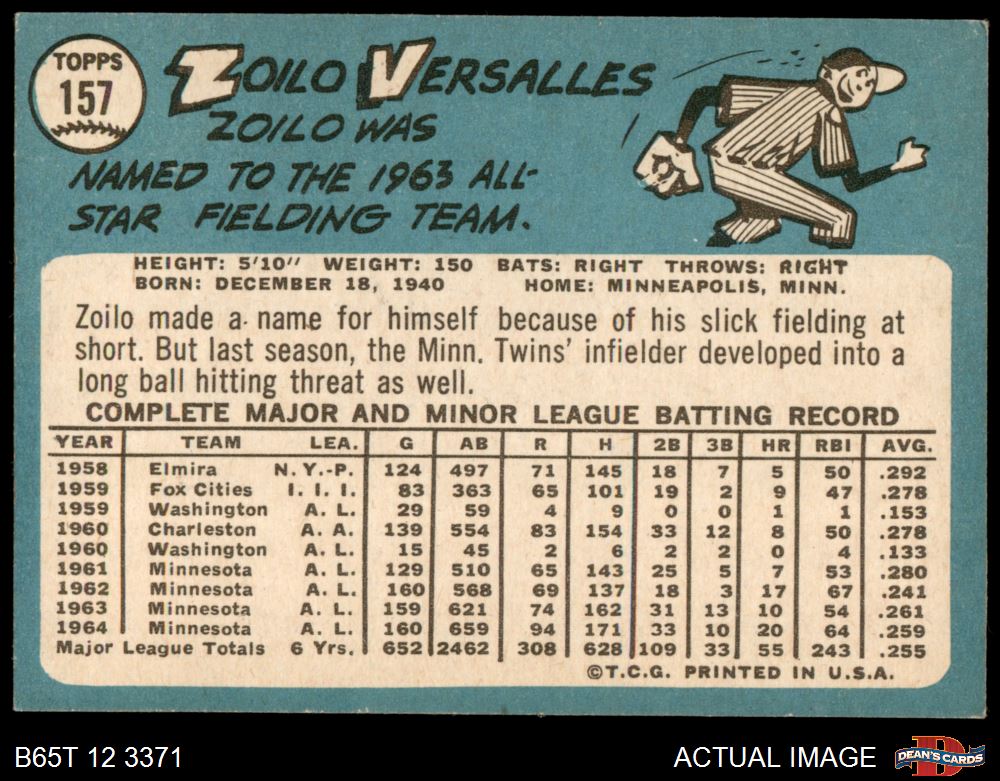 TOPPS
157
ZOILO VERSALLES
ZOILO WAS
NAMED TO THE 1963 ALL-
STAR FIELDING TEAM.
HEIGHT: 5'10" WEIGHT: 150 BATS: RIGHT THROWS: RIGHT
BORN: DECEMBER 18, 1940 HOME: MINNEAPOLIS, MINN.
Zoilo made a name for himself because of his slick fielding at
short. But last season, the Minn. Twins' infielder developed into a
long ball hitting threat as well.
COMPLETE MAJOR AND MINOR LEAGUE BATTING RECORD
YEAR TEAM LEA. G AB R H 2B 3B HR RBI AVG.
1958 Elmira N. Y.-P. 124 497 71 145 18 7 5 50 .292
1959 Fox Cities I. I. I. 83 363 65 101 19 2 9 47 .278
1959 Washington A. L. 29 59 4 9 0 0 1 1 .153
1960 Charleston A. A. 139 554 83 154 33 12 8 50 .278
1960 Washington A. L. 15 45 2 6 2 2 0 4 .133
1961 Minnesota A. L. 129 510 65 143 25 5 7 53 .280
1962 Minnesota A. L. 160 568 69 137 18 3 17 67 .241
1963 Minnesota A. L. 159 621 74 162 31 13 10 54 .261
1964 Minnesota A. L. 160 659 94 171 33 10 20 64 .259
Major League Totals 6 Yrs. 652 2462 308 628 109 33 55 243 .255
©T.C.G. PRINTED IN U.S.A.
B65T 12 3371 ACTUAL IMAGE DEAN'S CARDS